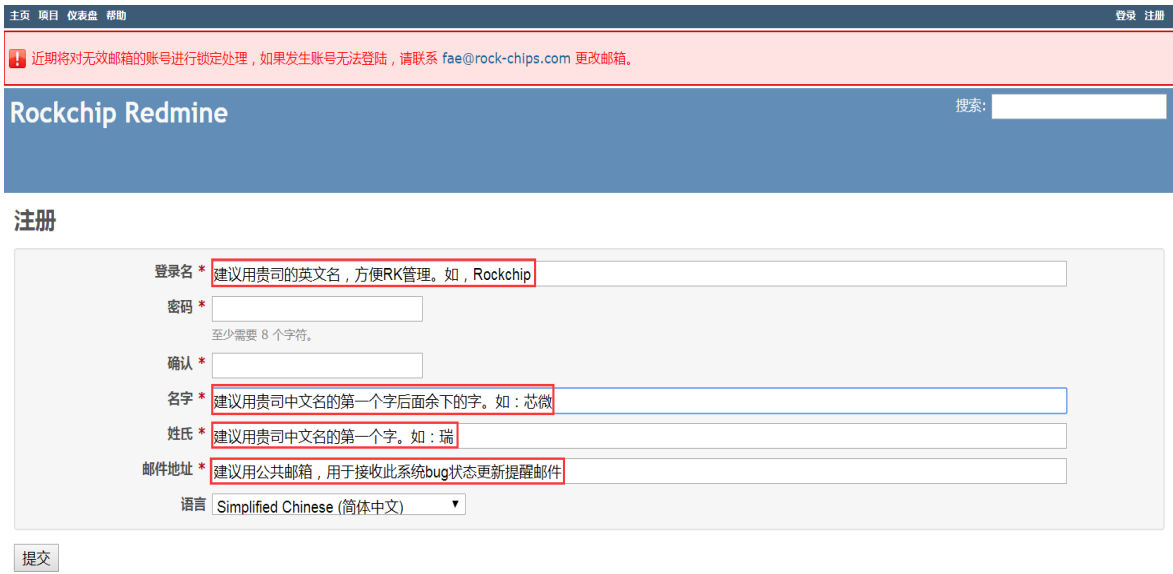 主页 项目 仪表盘 帮助 登录 注册
近期将对无效邮箱的账号进行锁定处理，如果发生账号无法登陆，请联系 fae@rock-chips.com 更改邮箱。
Rockchip Redmine 搜索:
注册
登录名 * 建议用贵司的英文名，方便RK管理。如，Rockchip
密码 *
至少需要 8 个字符。
确认 *
名字 * 建议用贵司中文名的第一个字后面余下的字。如：芯微
姓氏 * 建议用贵司中文名的第一个字。如：瑞
邮件地址 * 建议用公共邮箱，用于接收此系统bug状态更新提醒邮件
语言 Simplified Chinese (简体中文)
提交